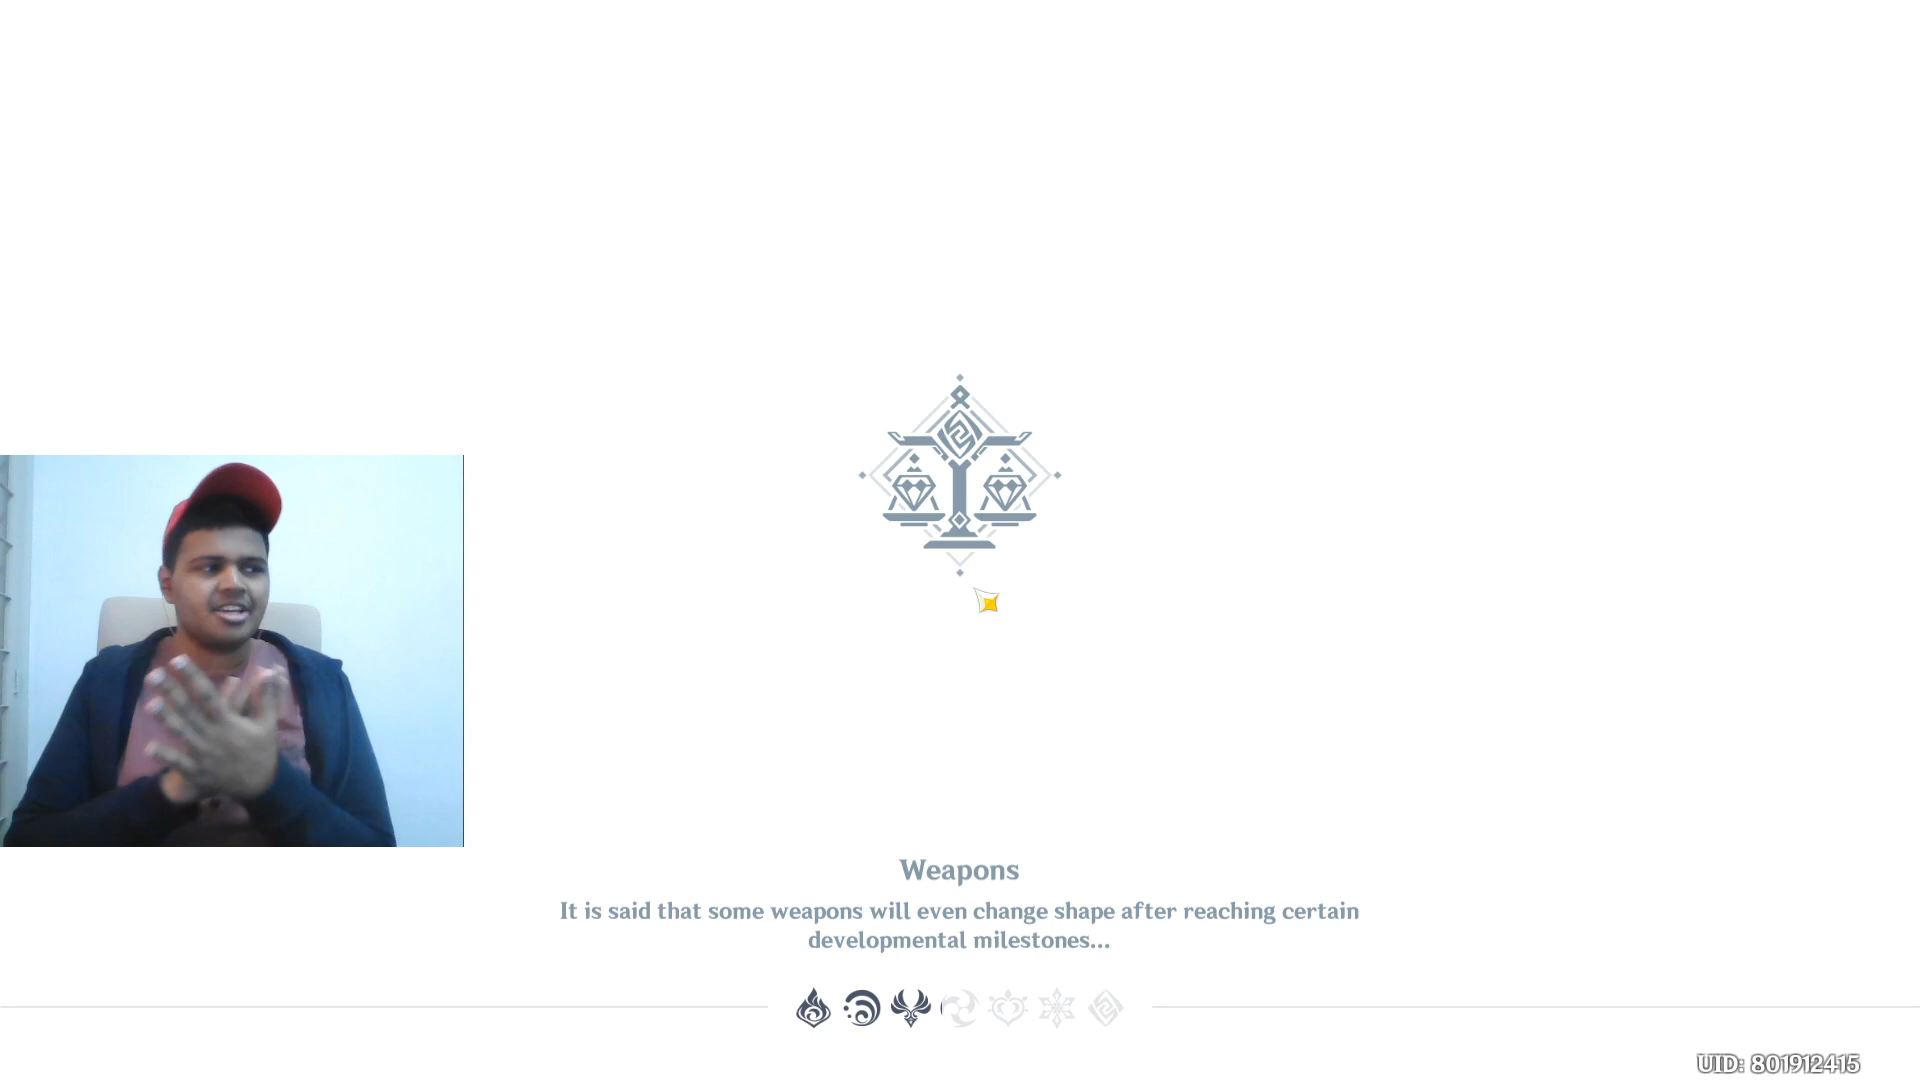 Weapons
It is said that some weapons will even change shape after reaching certain
developmental milestones...
UID: 801912415